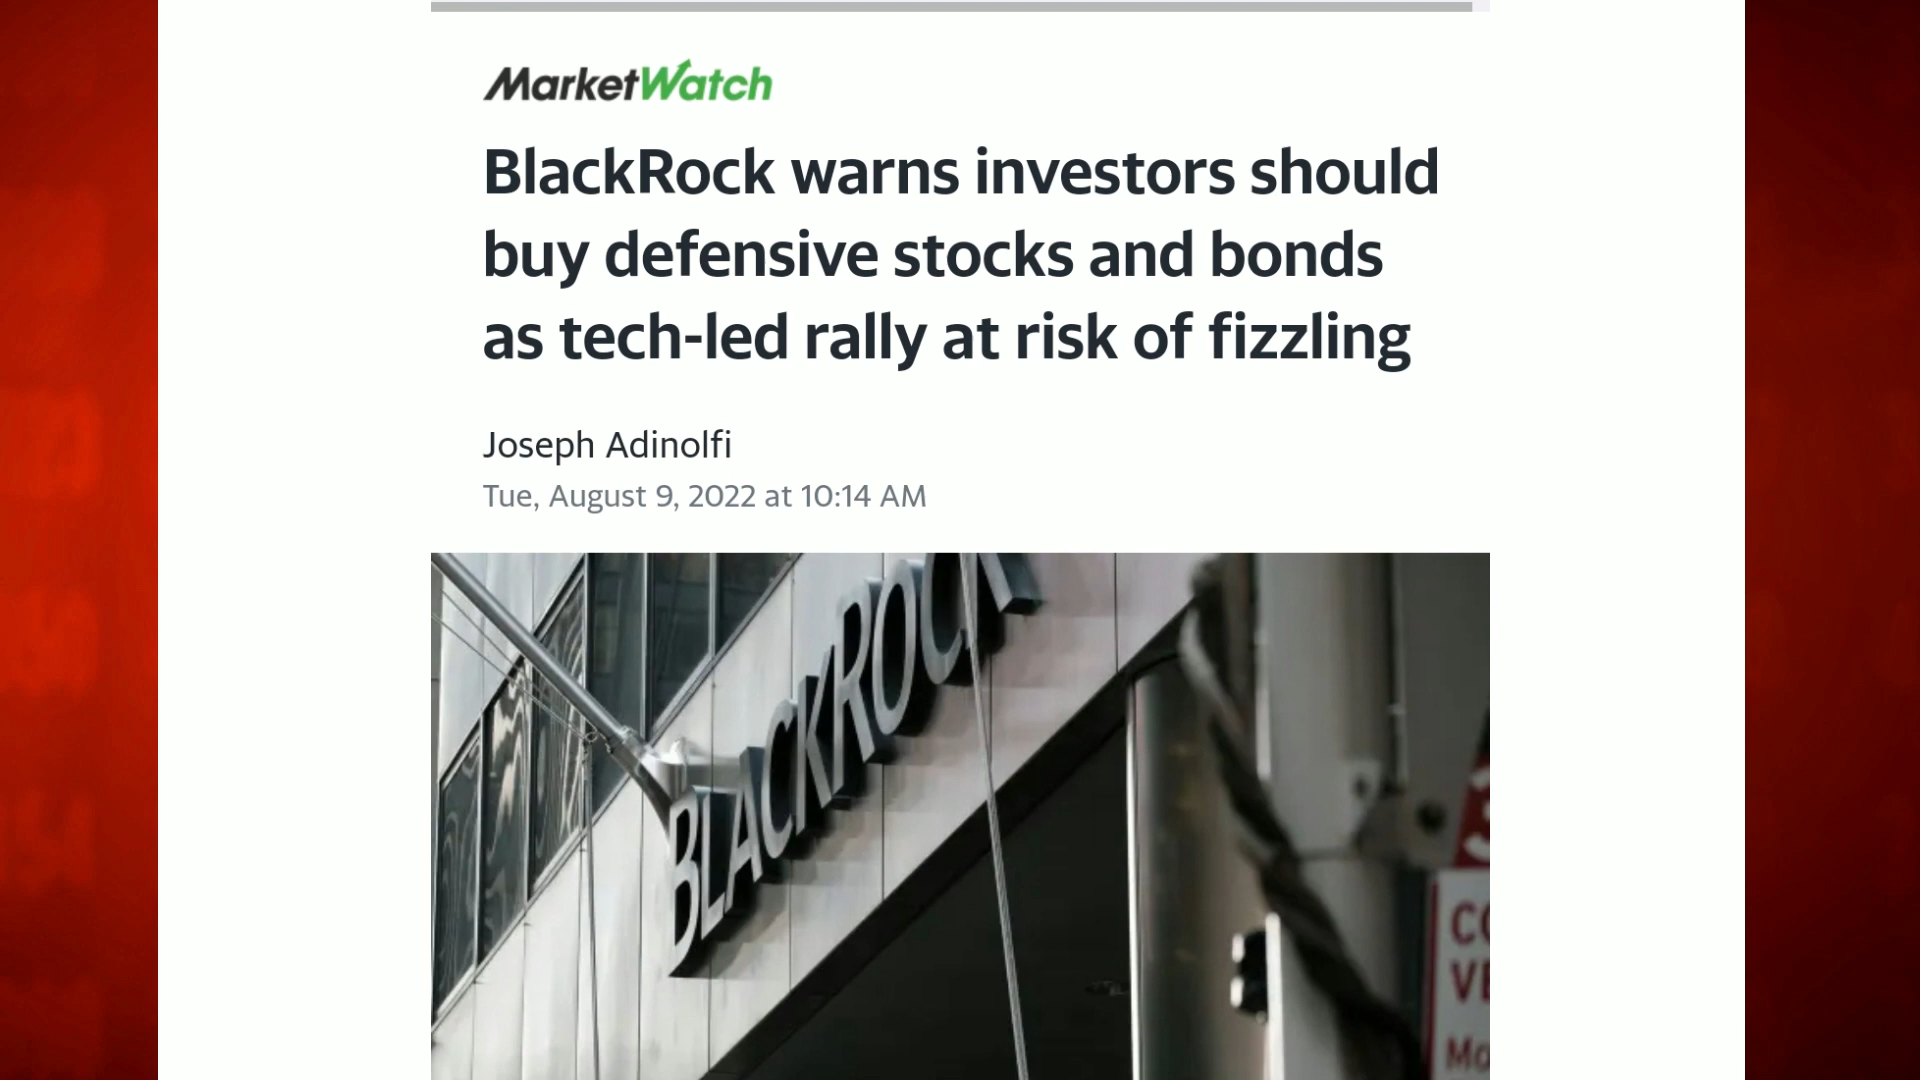 MarketWatch
BlackRock warns investors should
buy defensive stocks and bonds
as tech-led rally at risk of fizzling
Joseph Adinolfi
Tue, August 9, 2022 at 10:14 AM
BLACKROCK